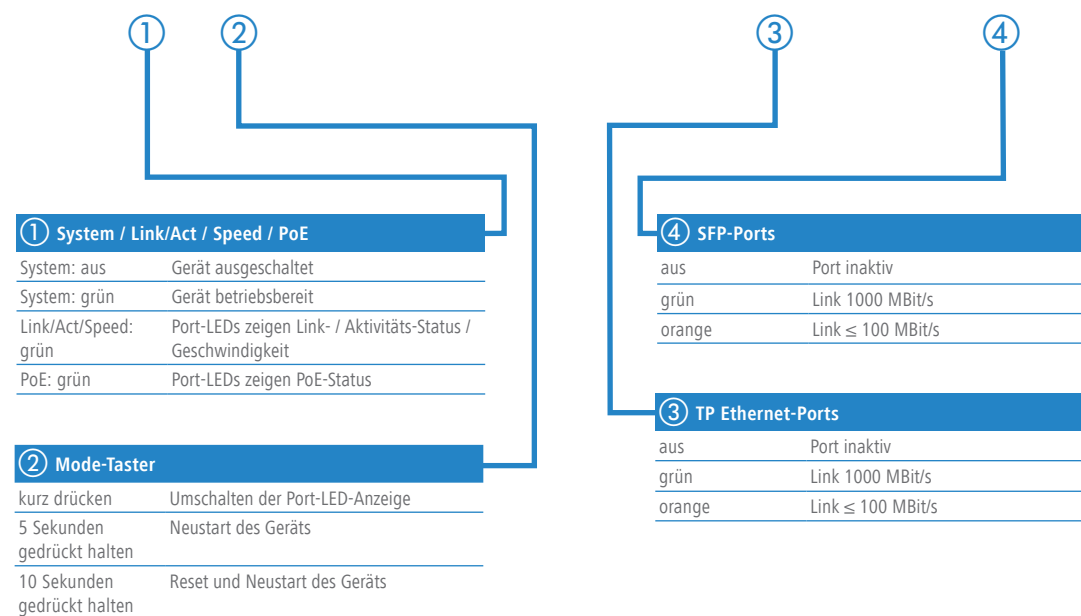 ① ② ③ ④
① System / Link/Act / Speed / PoE
System: aus Gerät ausgeschaltet
System: grün Gerät betriebsbereit
Link/Act/Speed: Port-LEDs zeigen Link- / Aktivitäts-Status /
grün Geschwindigkeit
PoE: grün Port-LEDs zeigen PoE-Status
② Mode-Taster
kurz drücken Umschalten der Port-LED-Anzeige
5 Sekunden Neustart des Geräts
gedrückt halten
10 Sekunden Reset und Neustart des Geräts
gedrückt halten
④ SFP-Ports
aus Port inaktiv
grün Link 1000 MBit/s
orange Link ≤ 100 MBit/s
③ TP Ethernet-Ports
aus Port inaktiv
grün Link 1000 MBit/s
orange Link ≤ 100 MBit/s